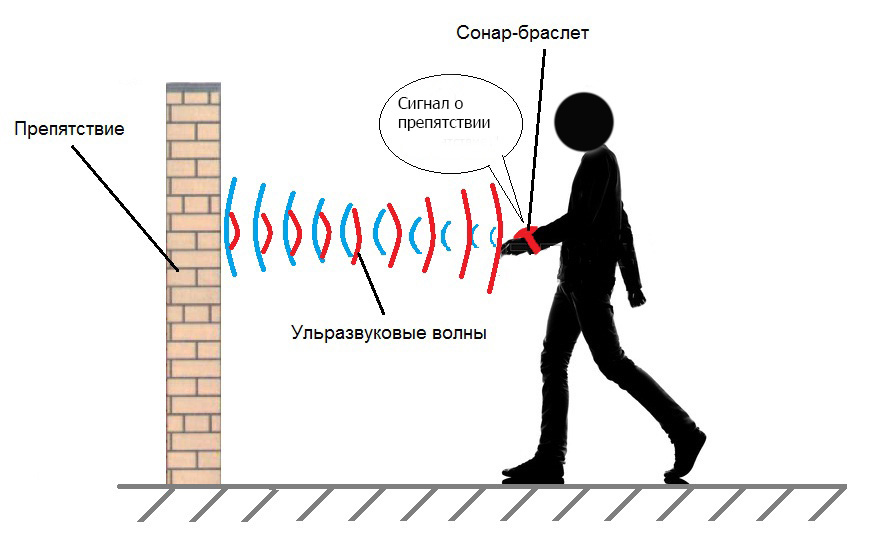 Сонар-браслет
Сигнал о
препятствии
Препятствие
Ульразвуковые волны